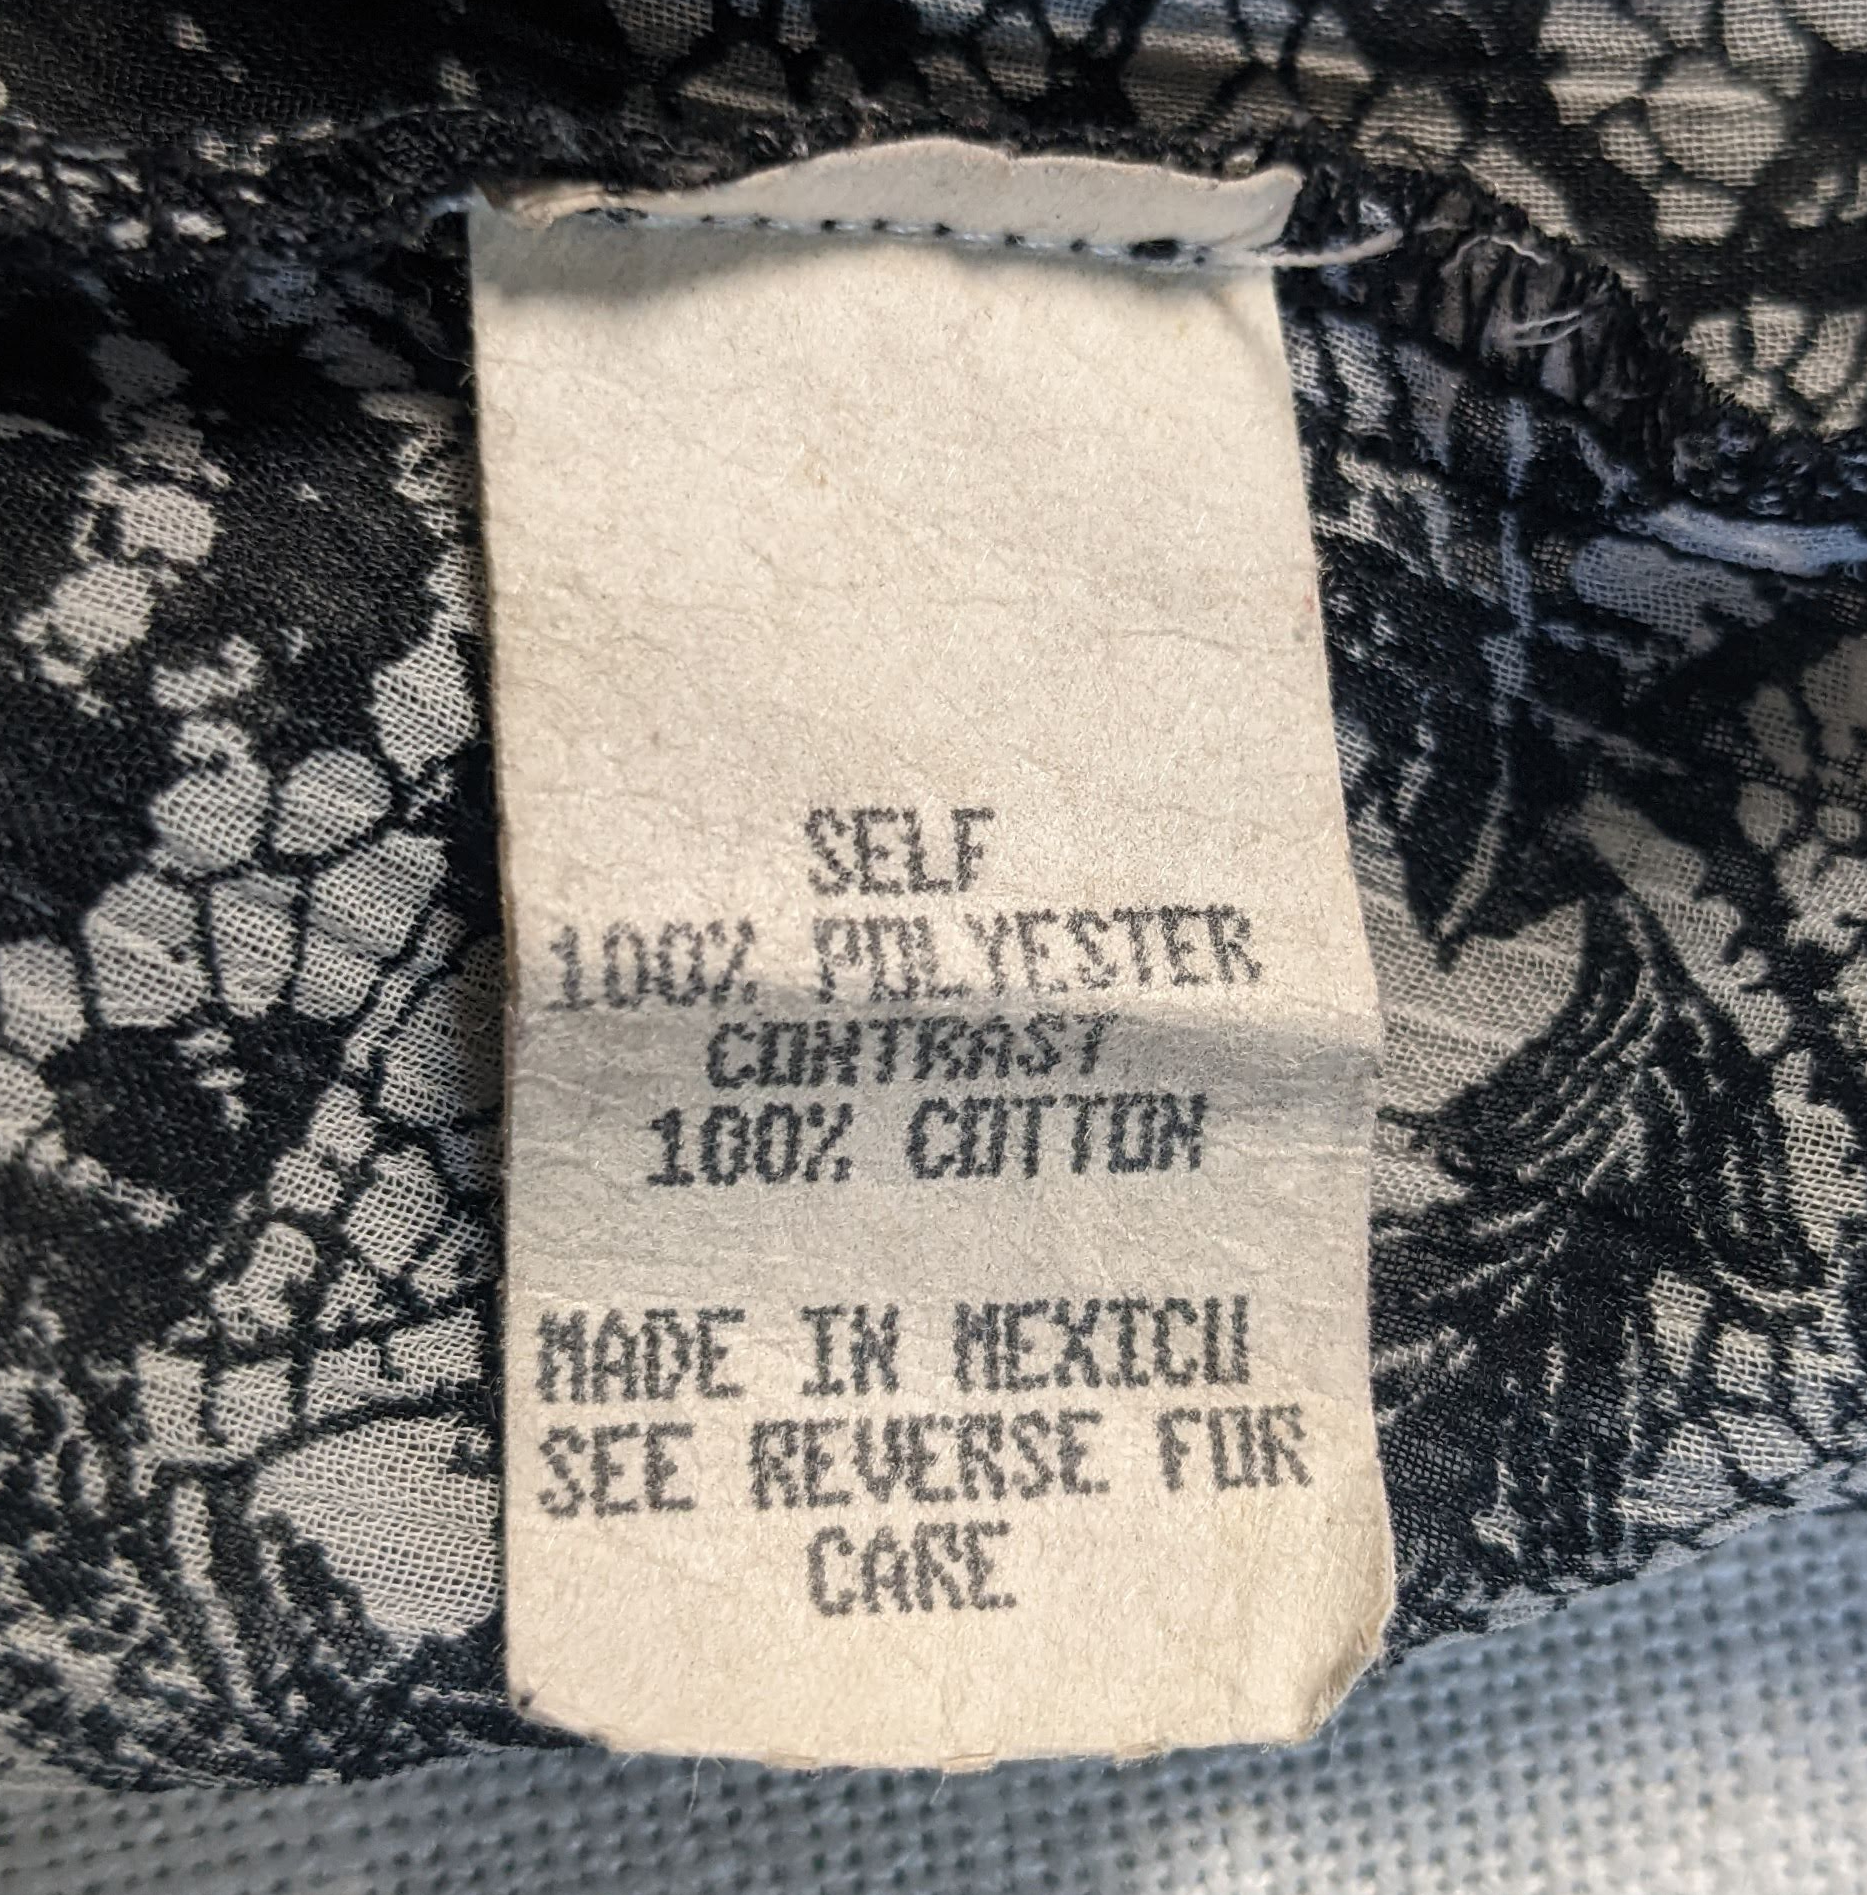 SELF
100% POLYESTER
CONTRAST
100% COTTON
MADE IN MEXICO
SEE REVERSE FOR
CARE